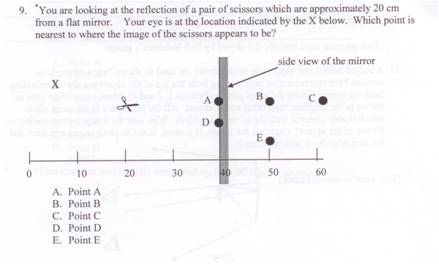 9. *You are looking at the reflection of a pair of scissors which are approximately 20 cm
from a flat mirror. Your eye is at the location indicated by the X below. Which point is
nearest to where the image of the scissors appears to be?
side view of the mirror
X
A B C
D
E
0 10 20 30 40 50 60
A. Point A
B. Point B
C. Point C
D. Point D
E. Point E